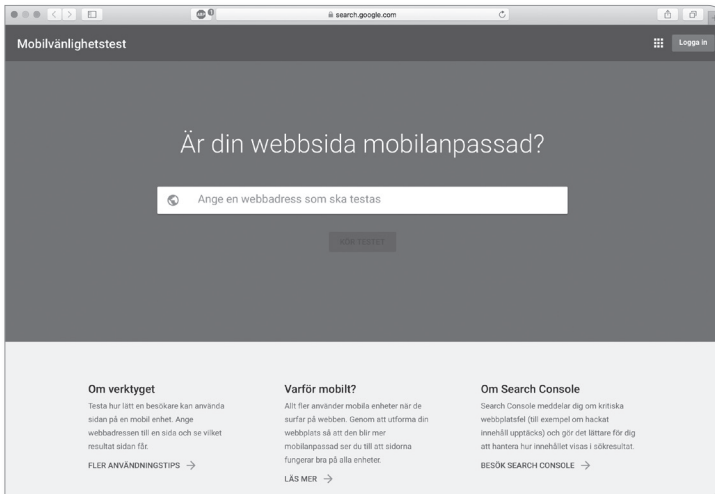 search.google.com
Mobilvänlighetstest
Logga in
Är din webbsida mobilanpassad?
Ange en webbadress som ska testas
KÖR TESTET
Om verktyget
Testa hur lätt en besökare kan använda
sidan på en mobil enhet. Ange
webbadressen till en sida och se vilket
resultat sidan får.
FLER ANVÄNDNINGSTIPS
Varför mobilt?
Allt fler använder mobila enheter när de
surfar på webben. Genom att utforma din
webbplats så att den blir mer
mobilanpassad ser du till att sidorna
fungerar bra på alla enheter.
LÄS MER
Om Search Console
Search Console meddelar dig om kritiska
webbplatsfel (till exempel om hackat
innehåll upptäcks) och gör det lättare för dig
att hantera hur innehållet visas i sökresultat.
BESÖK SEARCH CONSOLE